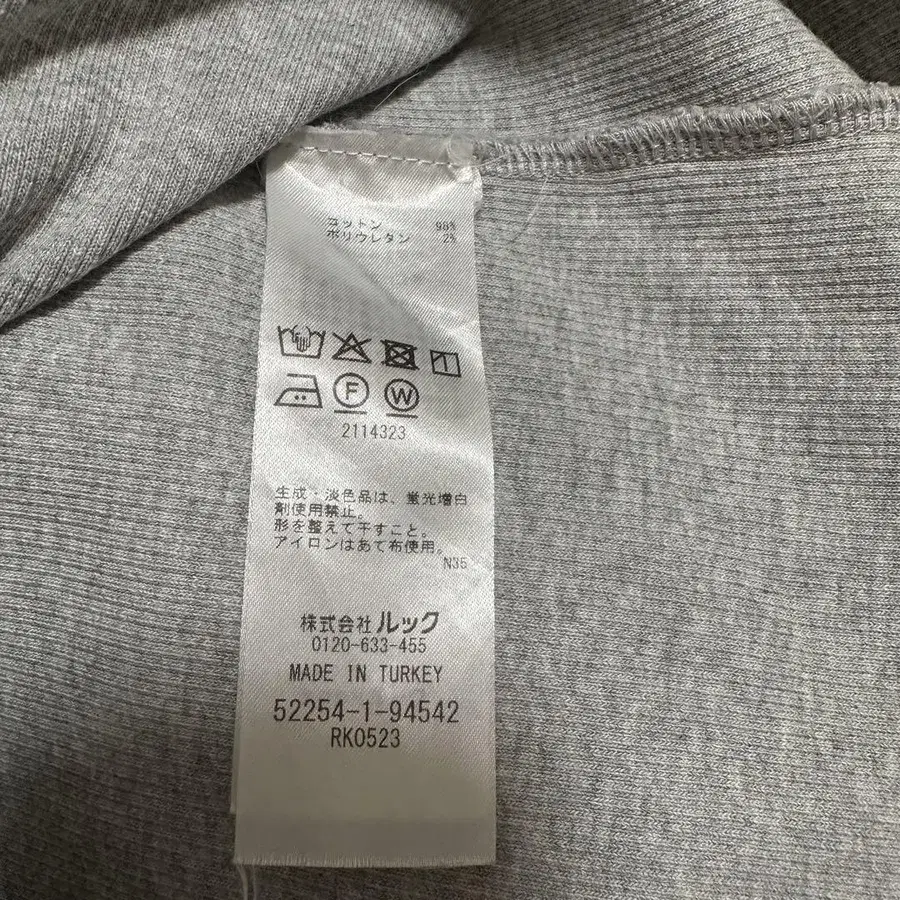 コットン 98%
ポリウレタン 2%
F W
2114323
生成・淡色品は、蛍光増白
剤使用禁止。
形を整えて干すこと。
アイロンはあて布使用。
N35
株式会社ルック
0120-633-455
MADE IN TURKEY
52254-1-94542
RK0523